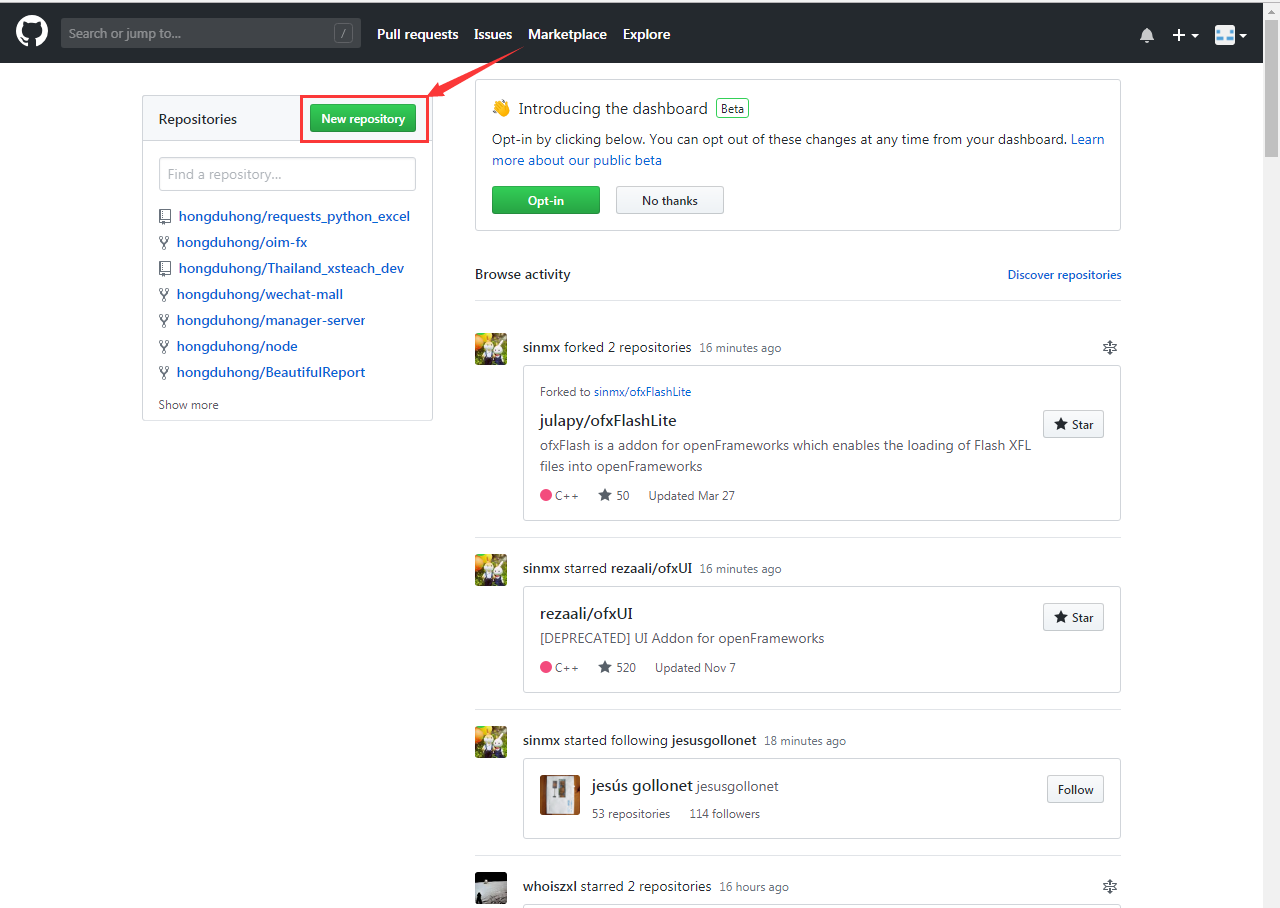 Search or jump to...
/
Pull requests
Issues
Marketplace
Explore
Repositories
New repository
Find a repository...
hongduhong/requests_python_excel
hongduhong/oim-fx
hongduhong/Thailand_xsteach_dev
hongduhong/wechat-mall
hongduhong/manager-server
hongduhong/node
hongduhong/BeautifulReport
Show more
Introducing the dashboard Beta
Opt-in by clicking below. You can opt out of these changes at any time from your dashboard. Learn
more about our public beta
Opt-in
No thanks
Browse activity
Discover repositories
sinmx forked 2 repositories 16 minutes ago
Forked to sinmx/ofxFlashLite
julapy/ofxFlashLite
Star
ofxFlash is a addon for openFrameworks which enables the loading of Flash XFL
files into openFrameworks
C++ 50 Updated Mar 27
sinmx starred rezaali/ofxUI 16 minutes ago
rezaali/ofxUI
Star
[DEPRECATED] UI Addon for openFrameworks
C++ 520 Updated Nov 7
sinmx started following jesusgollonet 18 minutes ago
jesús gollonet jesusgollonet
Follow
53 repositories 114 followers
whoiszxl starred 2 repositories 16 hours ago